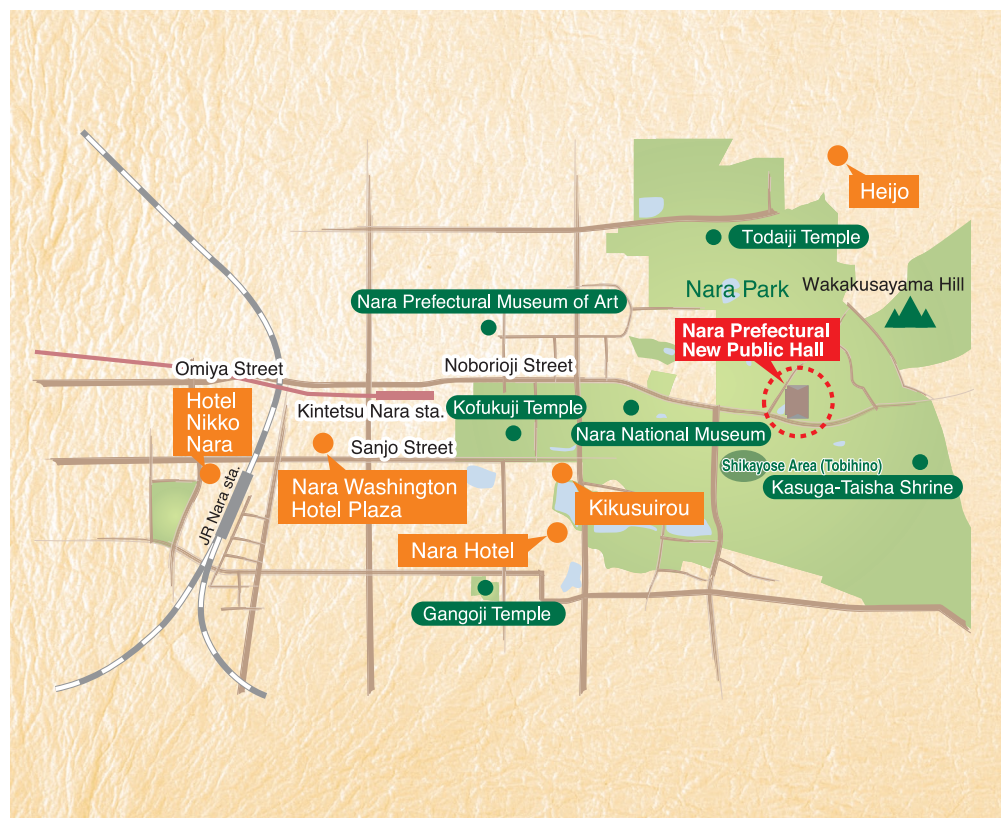 Heijo
Todaiji Temple
Nara Park
Wakakusayama Hill
Nara Prefectural Museum of Art
Nara Prefectural
New Public Hall
Omiya Street
Noborioji Street
Hotel
Nikko
Nara
Kintetsu Nara sta.
Kofukuji Temple
Nara National Museum
Sanjo Street
Shikayose Area (Tobihino)
Kasuga-Taisha Shrine
JR Nara sta.
Nara Washington
Hotel Plaza
Kikusuirou
Nara Hotel
Gangoji Temple